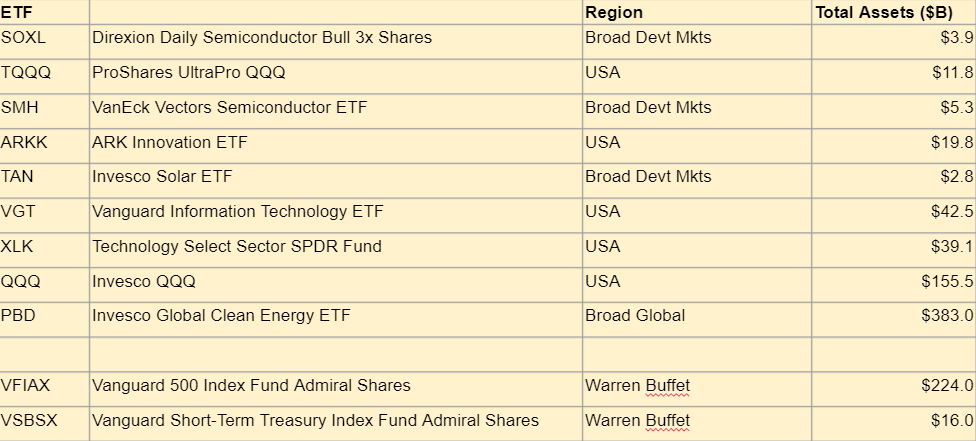 ETF Region Total Assets ($B)
SOXL Direxion Daily Semiconductor Bull 3x Shares Broad Devt Mkts $3.9
TQQQ ProShares UltraPro QQQ USA $11.8
SMH VanEck Vectors Semiconductor ETF Broad Devt Mkts $5.3
ARKK ARK Innovation ETF USA $19.8
TAN Invesco Solar ETF Broad Devt Mkts $2.8
VGT Vanguard Information Technology ETF USA $42.5
XLK Technology Select Sector SPDR Fund USA $39.1
QQQ Invesco QQQ USA $155.5
PBD Invesco Global Clean Energy ETF Broad Global $383.0
VFIAX Vanguard 500 Index Fund Admiral Shares Warren Buffet $224.0
VSBSX Vanguard Short-Term Treasury Index Fund Admiral Shares Warren Buffet $16.0